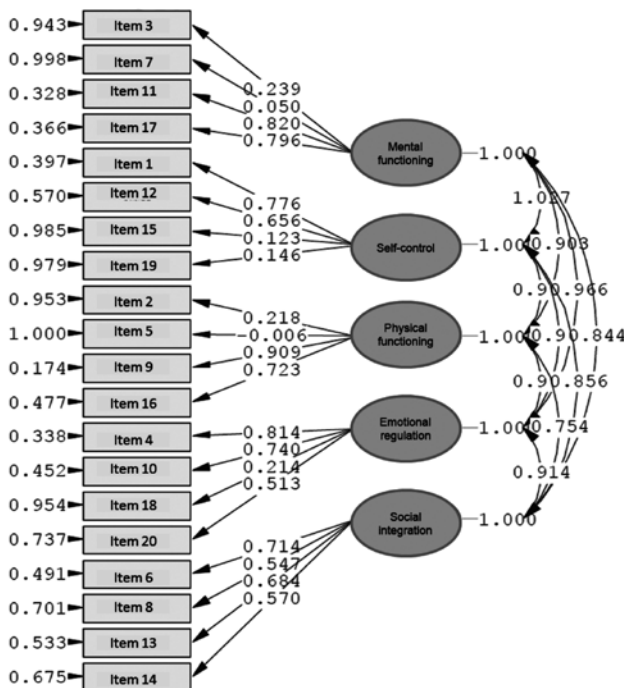 0.943 Item 3
0.998 Item 7
0.328 Item 11
0.366 Item 17
0.397 Item 1
0.570 Item 12
0.985 Item 15
0.979 Item 19
0.953 Item 2
1.000 Item 5
0.174 Item 9
0.477 Item 16
0.338 Item 4
0.452 Item 10
0.954 Item 18
0.737 Item 20
0.491 Item 6
0.701 Item 8
0.533 Item 13
0.675 Item 14
0.239
0.050
0.820
0.796
0.776
0.656
0.123
0.146
0.218
-0.006
0.909
0.723
0.814
0.740
0.214
0.513
0.714
0.547
0.684
0.570
Mental
functioning
1.000
Self-control
1.000
Physical
functioning
1.000
Emotional
regulation
1.000
Social
integration
1.000
1.027
0.903
0.966
0.844
0.856
0.754
0.914